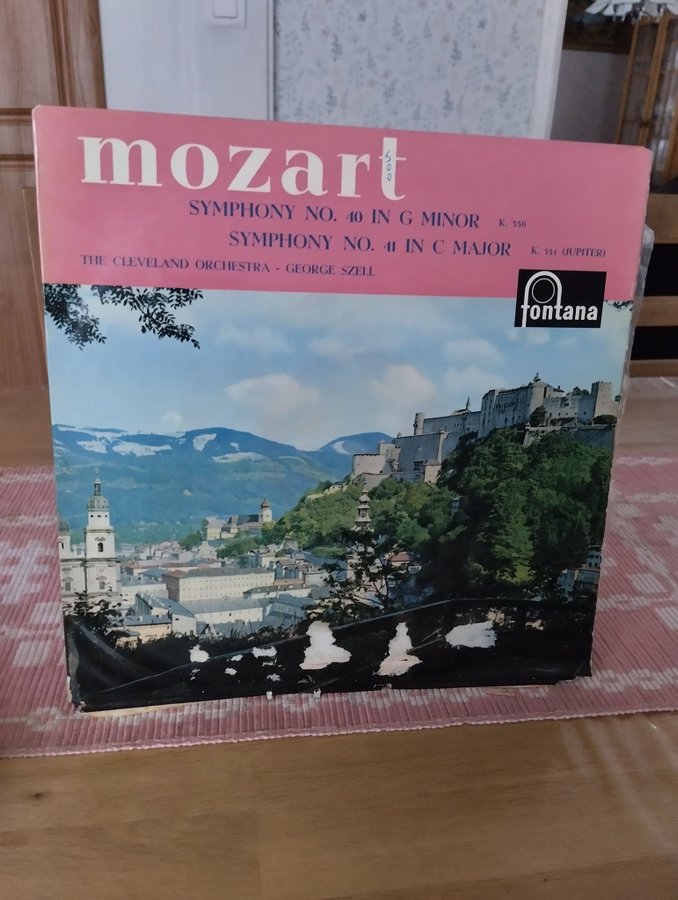 mozart
600
SYMPHONY NO. 40 IN G MINOR K. 550
SYMPHONY NO. 41 IN C MAJOR K. 551 (JUPITER)
THE CLEVELAND ORCHESTRA - GEORGE SZELL
fontana